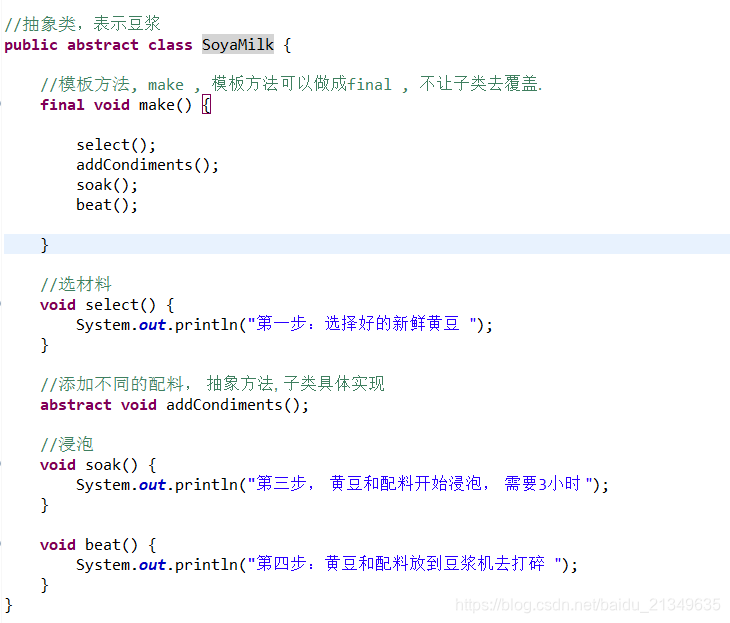 //抽象类，表示豆浆
public abstract class SoyaMilk {
//模板方法, make , 模板方法可以做成final , 不让子类去覆盖.
final void make() {
select();
addCondiments();
soak();
beat();
}
//选材料
void select() {
System.out.println("第一步：选择好的新鲜黄豆 ");
}
//添加不同的配料， 抽象方法, 子类具体实现
abstract void addCondiments();
//浸泡
void soak() {
System.out.println("第三步， 黄豆和配料开始浸泡， 需要3小时 ");
}
void beat() {
System.out.println("第四步：黄豆和配料放到豆浆机去打碎 ");
}
}
https://blog.csdn.net/baidu_21349635